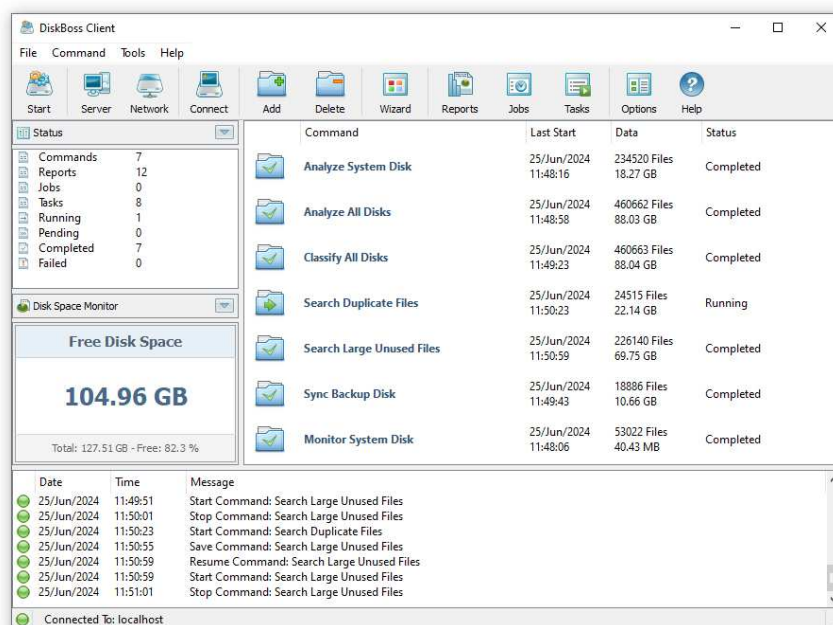 DiskBoss Client
File Command Tools Help
Start Server Network Connect Add Delete Wizard Reports Jobs Tasks Options Help
Status
Commands 7
Reports 12
Jobs 0
Tasks 8
Running 1
Pending 0
Completed 7
Failed 0
Disk Space Monitor
Free Disk Space
104.96 GB
Total: 127.51 GB - Free: 82.3 %
Command Last Start Data Status
Analyze System Disk 25/Jun/2024 11:48:16 234520 Files 18.27 GB Completed
Analyze All Disks 25/Jun/2024 11:48:58 460662 Files 88.03 GB Completed
Classify All Disks 25/Jun/2024 11:49:23 460663 Files 88.04 GB Completed
Search Duplicate Files 25/Jun/2024 11:50:23 24515 Files 22.14 GB Running
Search Large Unused Files 25/Jun/2024 11:50:59 226140 Files 69.75 GB Completed
Sync Backup Disk 25/Jun/2024 11:49:43 18886 Files 10.66 GB Completed
Monitor System Disk 25/Jun/2024 11:48:06 53022 Files 40.43 MB Completed
Date Time Message
25/Jun/2024 11:49:51 Start Command: Search Large Unused Files
25/Jun/2024 11:50:01 Stop Command: Search Large Unused Files
25/Jun/2024 11:50:23 Start Command: Search Duplicate Files
25/Jun/2024 11:50:55 Save Command: Search Large Unused Files
25/Jun/2024 11:50:59 Resume Command: Search Large Unused Files
25/Jun/2024 11:50:59 Start Command: Search Large Unused Files
25/Jun/2024 11:51:01 Stop Command: Search Large Unused Files
Connected To: localhost